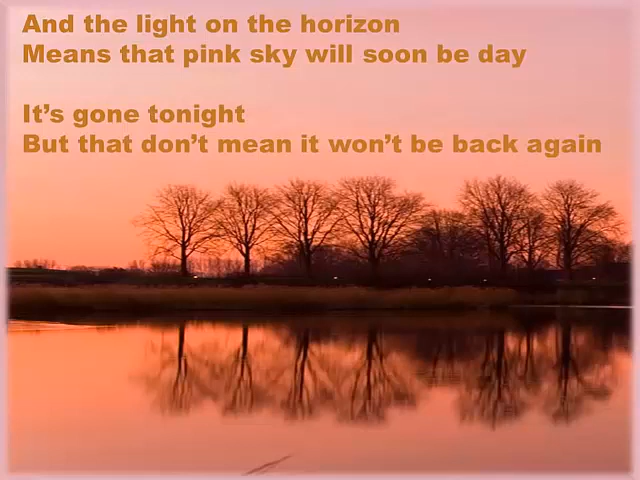 And the light on the horizon
Means that pink sky will soon be day
It’s gone tonight
But that don’t mean it won’t be back again